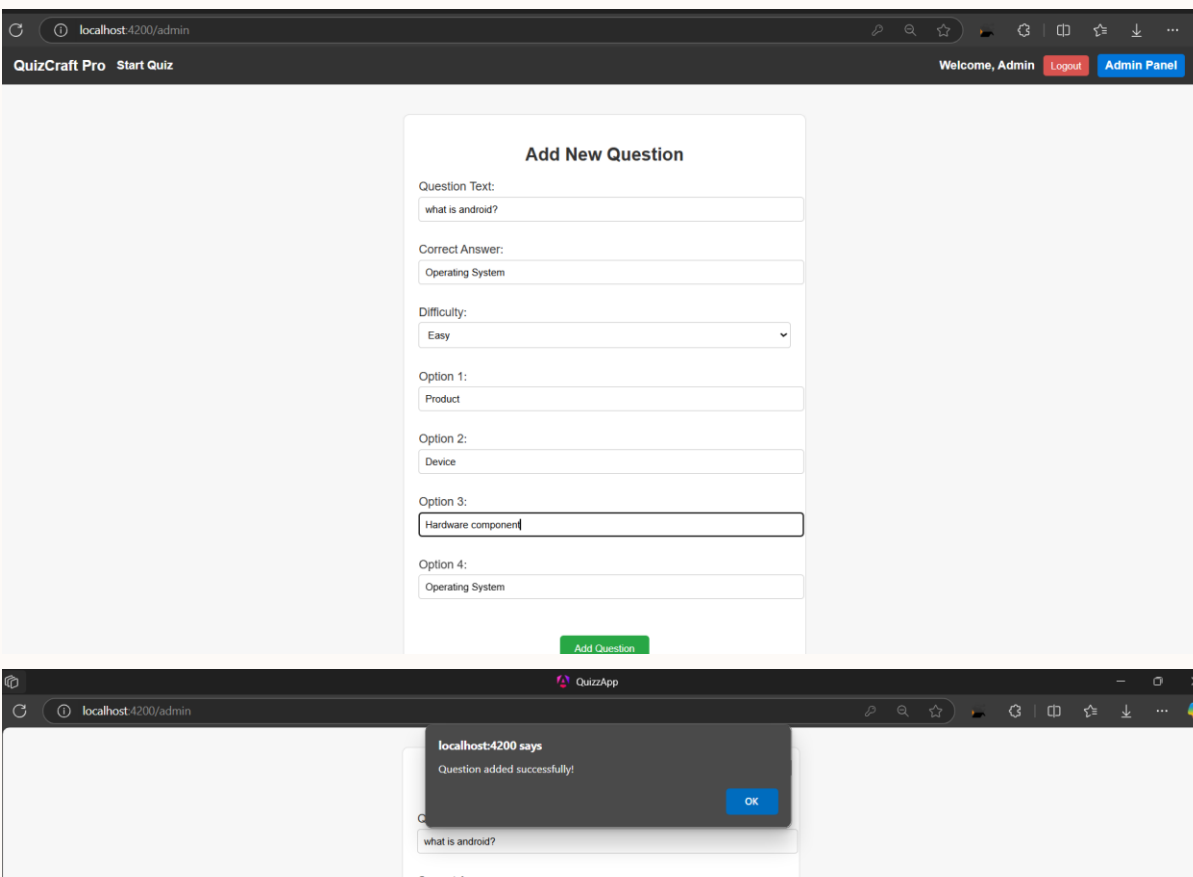 localhost:4200/admin
QuizCraft Pro Start Quiz Welcome, Admin Logout Admin Panel
Add New Question
Question Text:
what is android?
Correct Answer:
Operating System
Difficulty:
Easy
Option 1:
Product
Option 2:
Device
Option 3:
Hardware component
Option 4:
Operating System
Add Question
QuizzApp
localhost:4200/admin
localhost:4200 says
Question added successfully!
OK
Q
what is android?